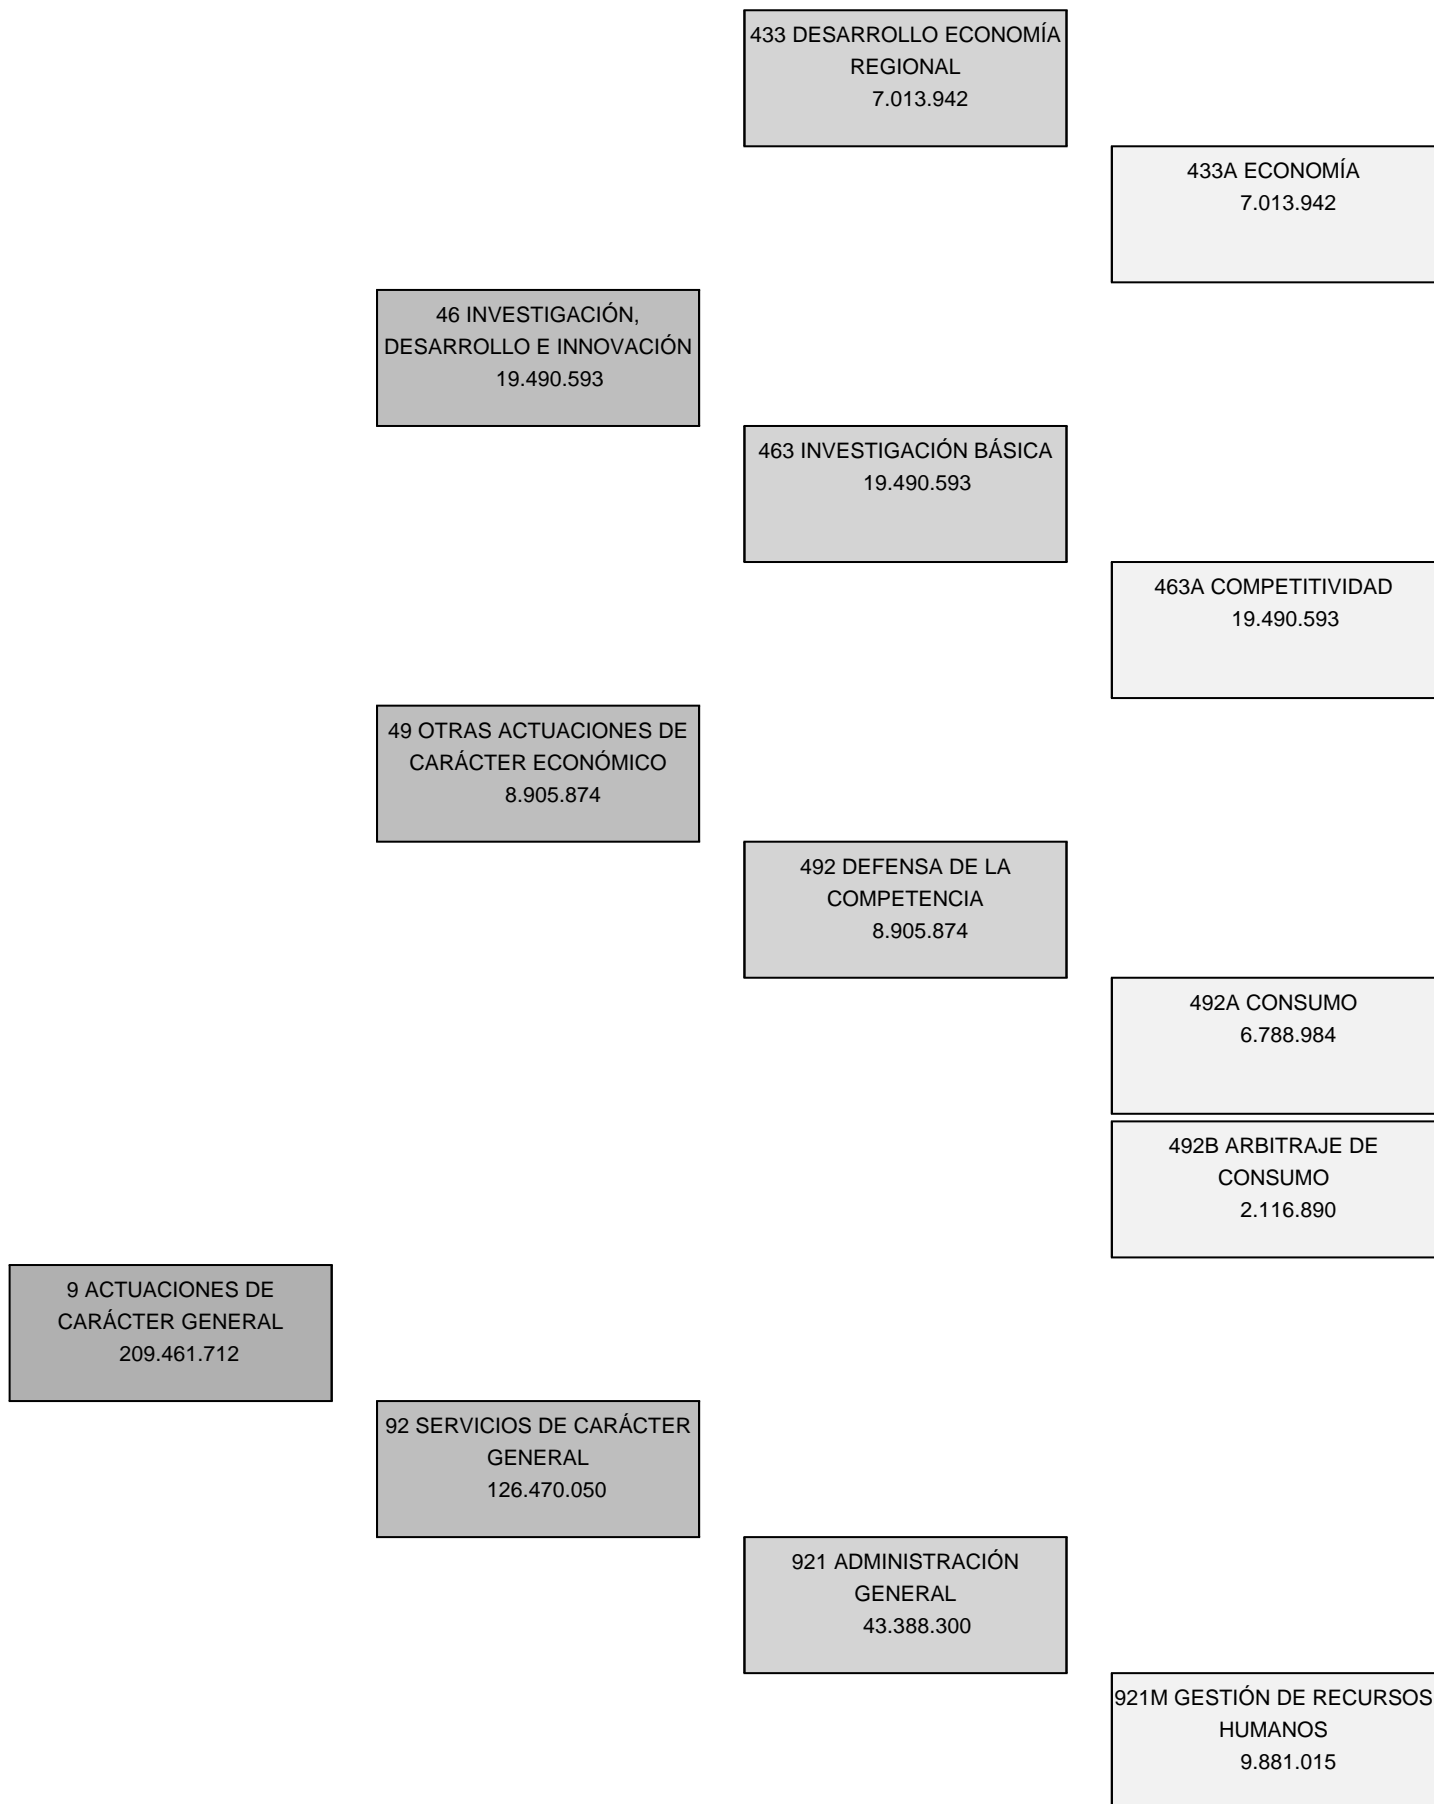 433 DESARROLLO ECONOMÍA
REGIONAL
7.013.942
433A ECONOMÍA
7.013.942
46 INVESTIGACIÓN,
DESARROLLO E INNOVACIÓN
19.490.593
463 INVESTIGACIÓN BÁSICA
19.490.593
463A COMPETITIVIDAD
19.490.593
49 OTRAS ACTUACIONES DE
CARÁCTER ECONÓMICO
8.905.874
492 DEFENSA DE LA
COMPETENCIA
8.905.874
492A CONSUMO
6.788.984
492B ARBITRAJE DE
CONSUMO
2.116.890
9 ACTUACIONES DE
CARÁCTER GENERAL
209.461.712
92 SERVICIOS DE CARÁCTER
GENERAL
126.470.050
921 ADMINISTRACIÓN
GENERAL
43.388.300
921M GESTIÓN DE RECURSOS
HUMANOS
9.881.015